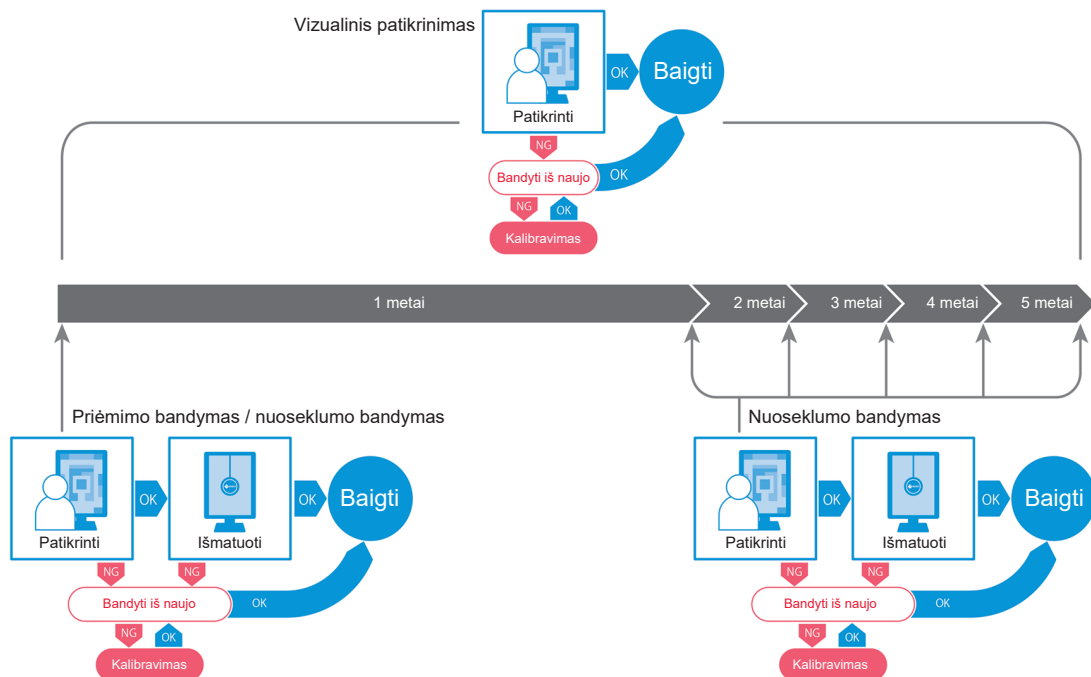 Vizualinis patikrinimas
Patikrinti
OK
Baigti
NG
Bandyti iš naujo
OK
NG
OK
Kalibravimas
1 metai
2 metai
3 metai
4 metai
5 metai
Priėmimo bandymas / nuoseklumo bandymas
Patikrinti
OK
Išmatuoti
OK
Baigti
NG
NG
Bandyti iš naujo
OK
NG
OK
Kalibravimas
Nuoseklumo bandymas
Patikrinti
OK
Išmatuoti
OK
Baigti
NG
NG
Bandyti iš naujo
OK
NG
OK
Kalibravimas